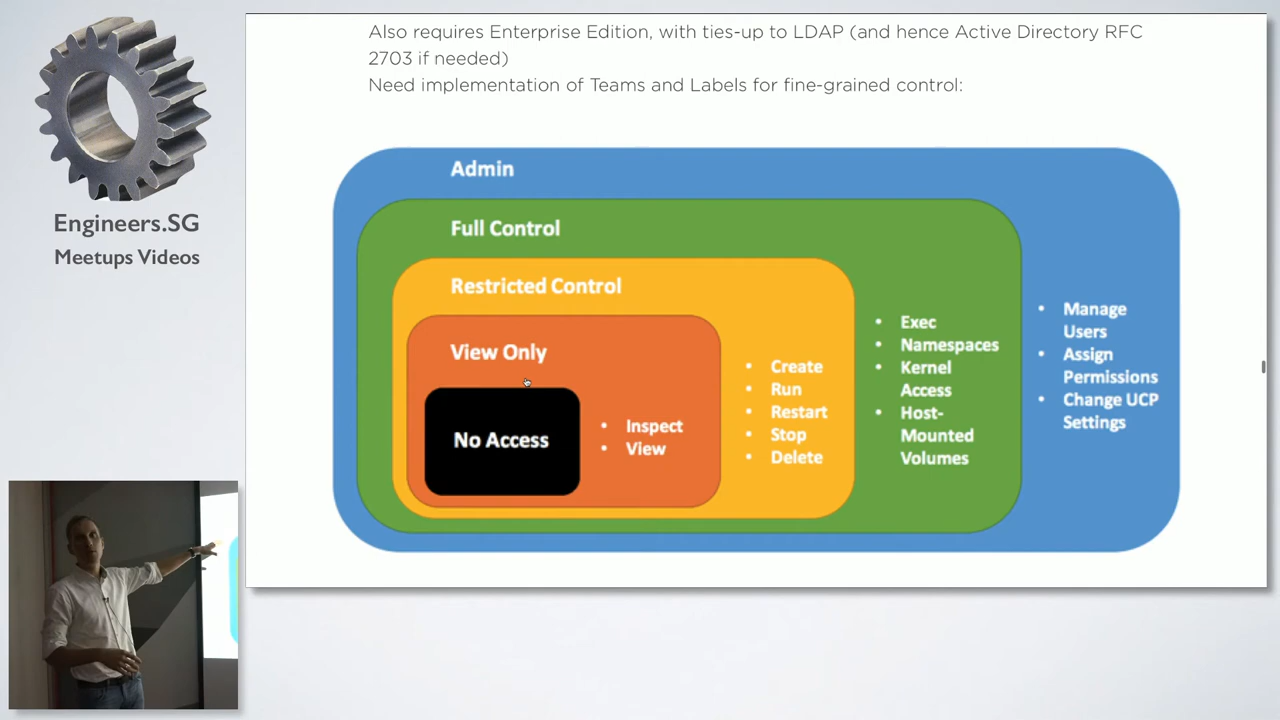 Also requires Enterprise Edition, with ties-up to LDAP (and hence Active Directory RFC
2703 if needed)
Need implementation of Teams and Labels for fine-grained control:
Engineers.SG
Meetups Videos
Admin
Full Control
Restricted Control
View Only
No Access
• Inspect
• View
• Create
• Run
• Restart
• Stop
• Delete
• Exec
• Namespaces
• Kernel
Access
• Host-
Mounted
Volumes
• Manage
Users
• Assign
Permissions
• Change UCP
Settings